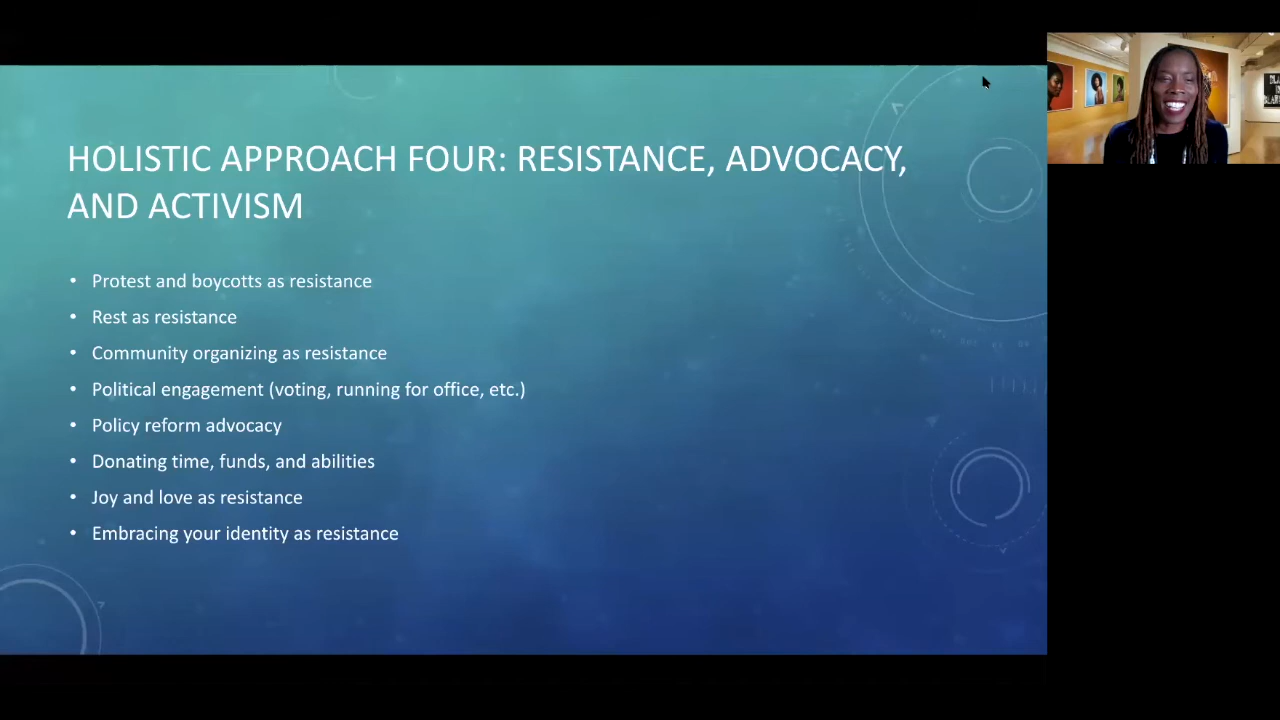 HOLISTIC APPROACH FOUR: RESISTANCE, ADVOCACY,
AND ACTIVISM
• Protest and boycotts as resistance
• Rest as resistance
• Community organizing as resistance
• Political engagement (voting, running for office, etc.)
• Policy reform advocacy
• Donating time, funds, and abilities
• Joy and love as resistance
• Embracing your identity as resistance